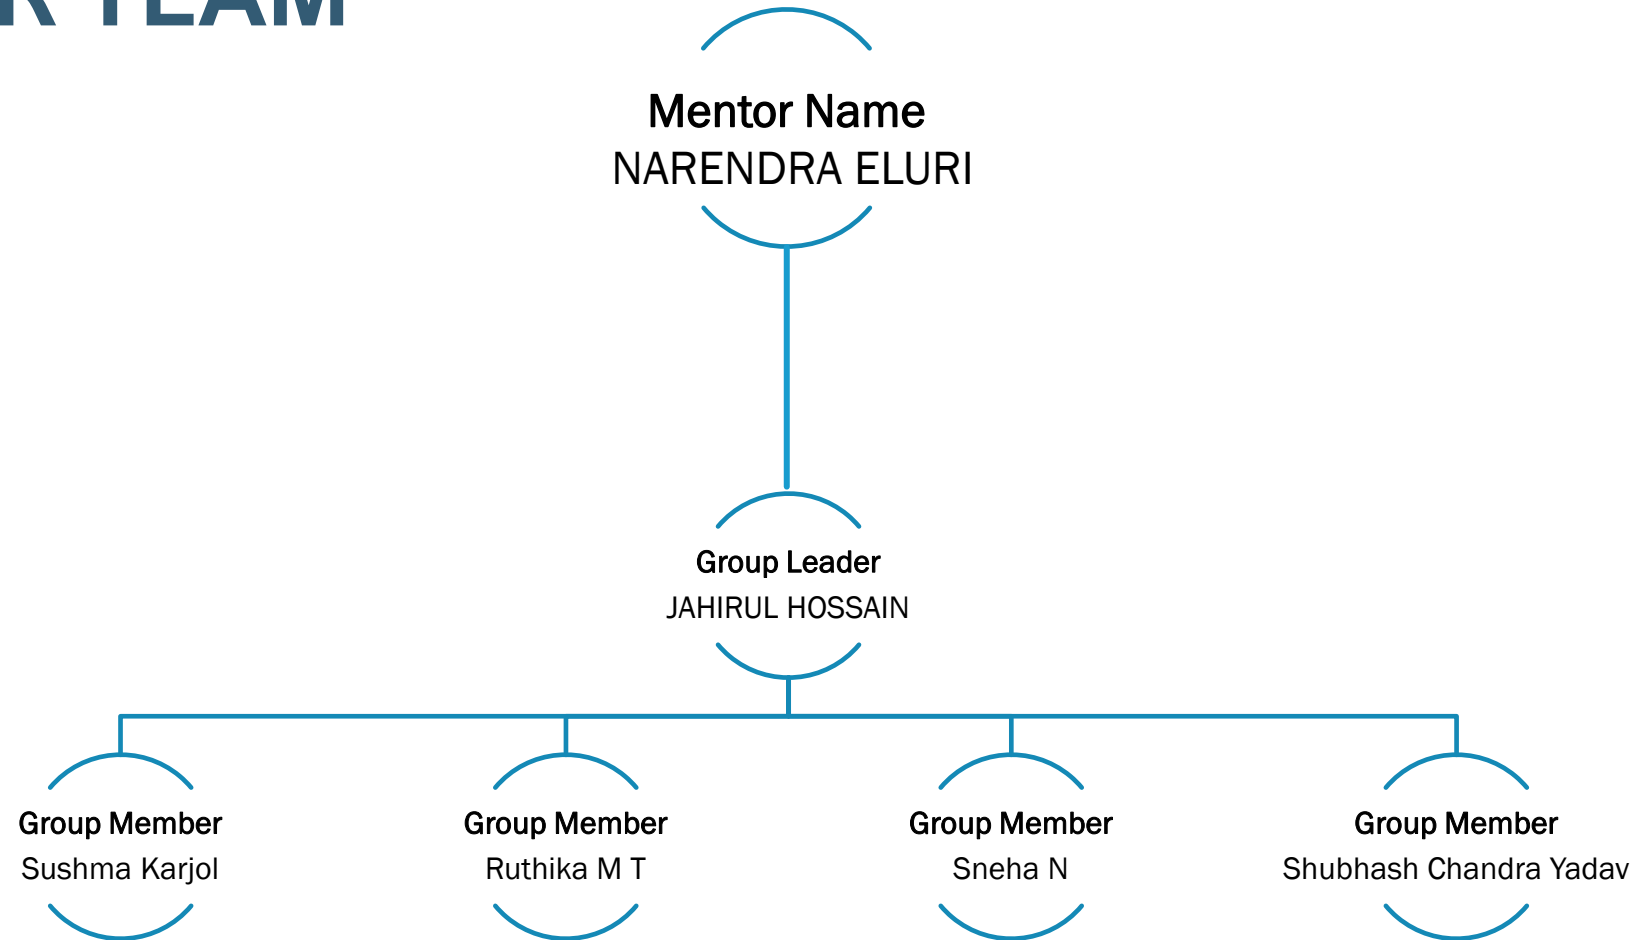 R TEAM
Mentor Name
NARENDRA ELURI
Group Leader
JAHIRUL HOSSAIN
Group Member
Sushma Karjol
Group Member
Ruthika M T
Group Member
Sneha N
Group Member
Shubhash Chandra Yadav